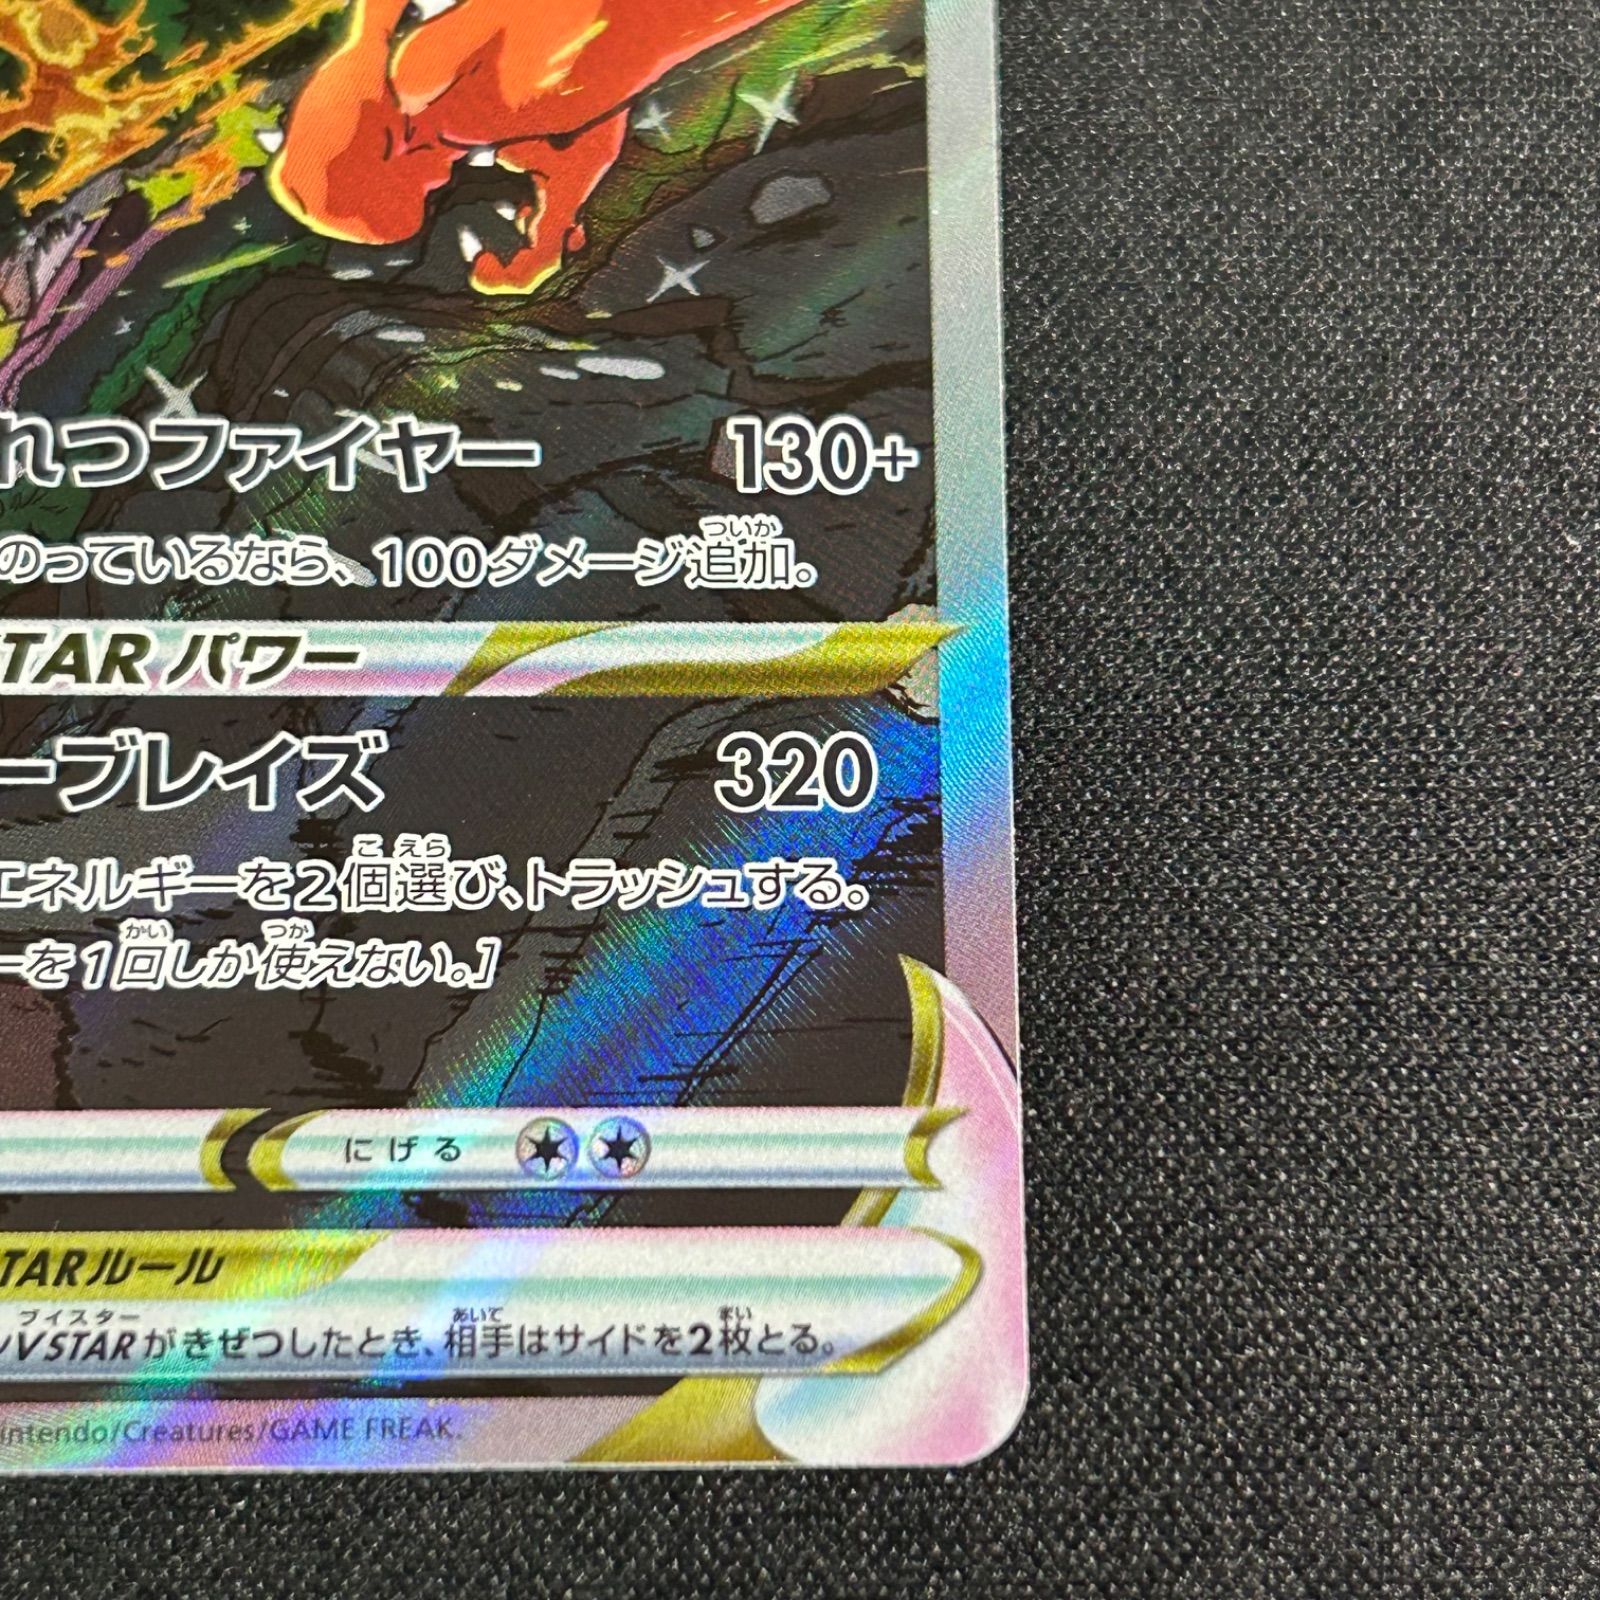 れつファイヤー 130+
のっているなら、100ダメージ追加。
ついか
STARパワー
ーブレイズ 320
こ えら
エネルギーを2個選び、トラッシュする。
かい つか
ーを1回しか使えない。]
にげる
STARルール
ブイスター あいて まい
VSTARがきぜつしたとき、相手はサイドを2枚とる。
intendo/Creatures/GAME FREAK.